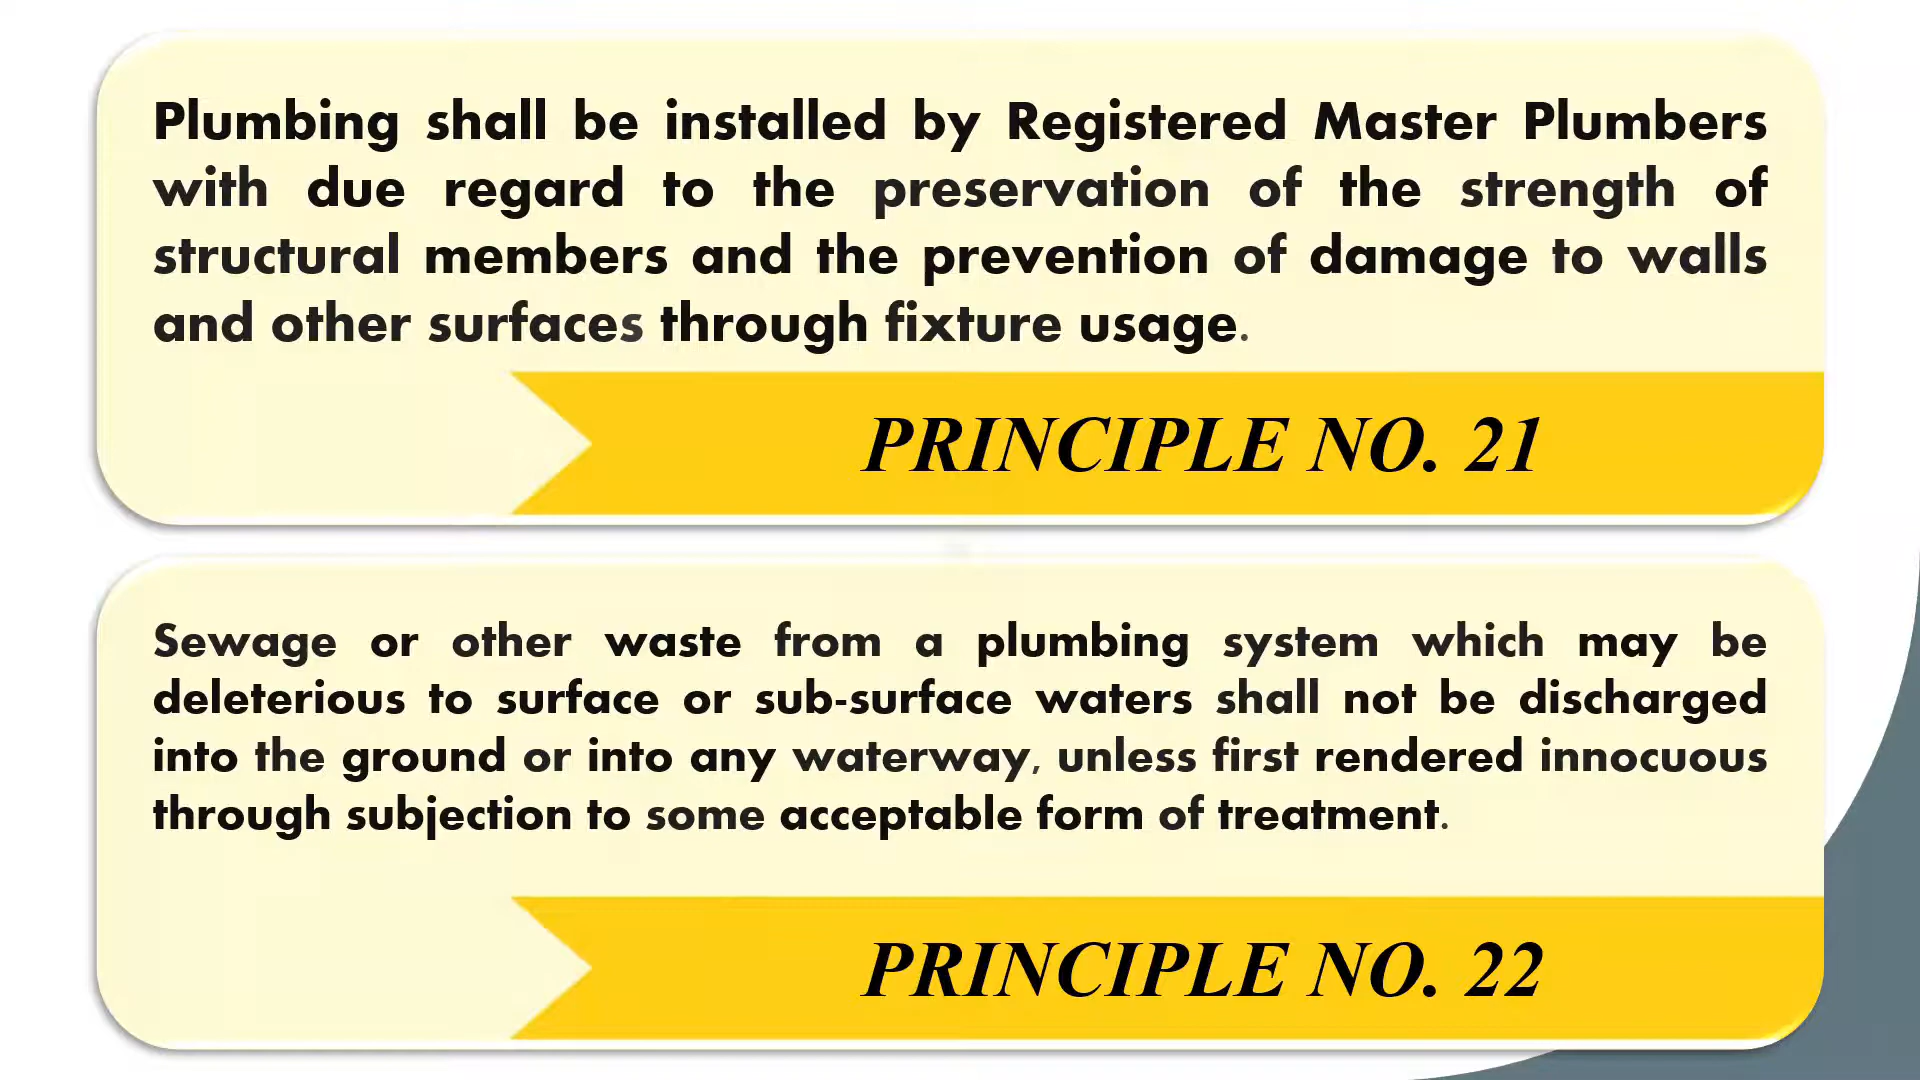 Plumbing shall be installed by Registered Master Plumbers
with due regard to the preservation of the strength of
structural members and the prevention of damage to walls
and other surfaces through fixture usage.
PRINCIPLE NO. 21
Sewage or other waste from a plumbing system which may be
deleterious to surface or sub-surface waters shall not be discharged
into the ground or into any waterway, unless first rendered innocuous
through subjection to some acceptable form of treatment.
PRINCIPLE NO. 22